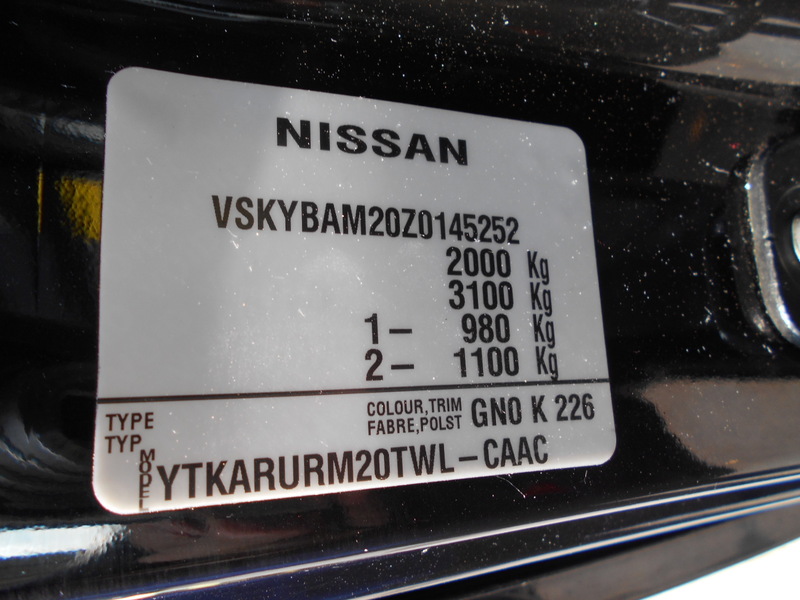 NISSAN
VSKYBAM20Z0145252
2000 Kg
3100 Kg
1– 980 Kg
2– 1100 Kg
TYPE COLOUR,TRIM GN0 K 226
TYP FABRE,POLST
MODEL YTKARURM20TWL–CAAC